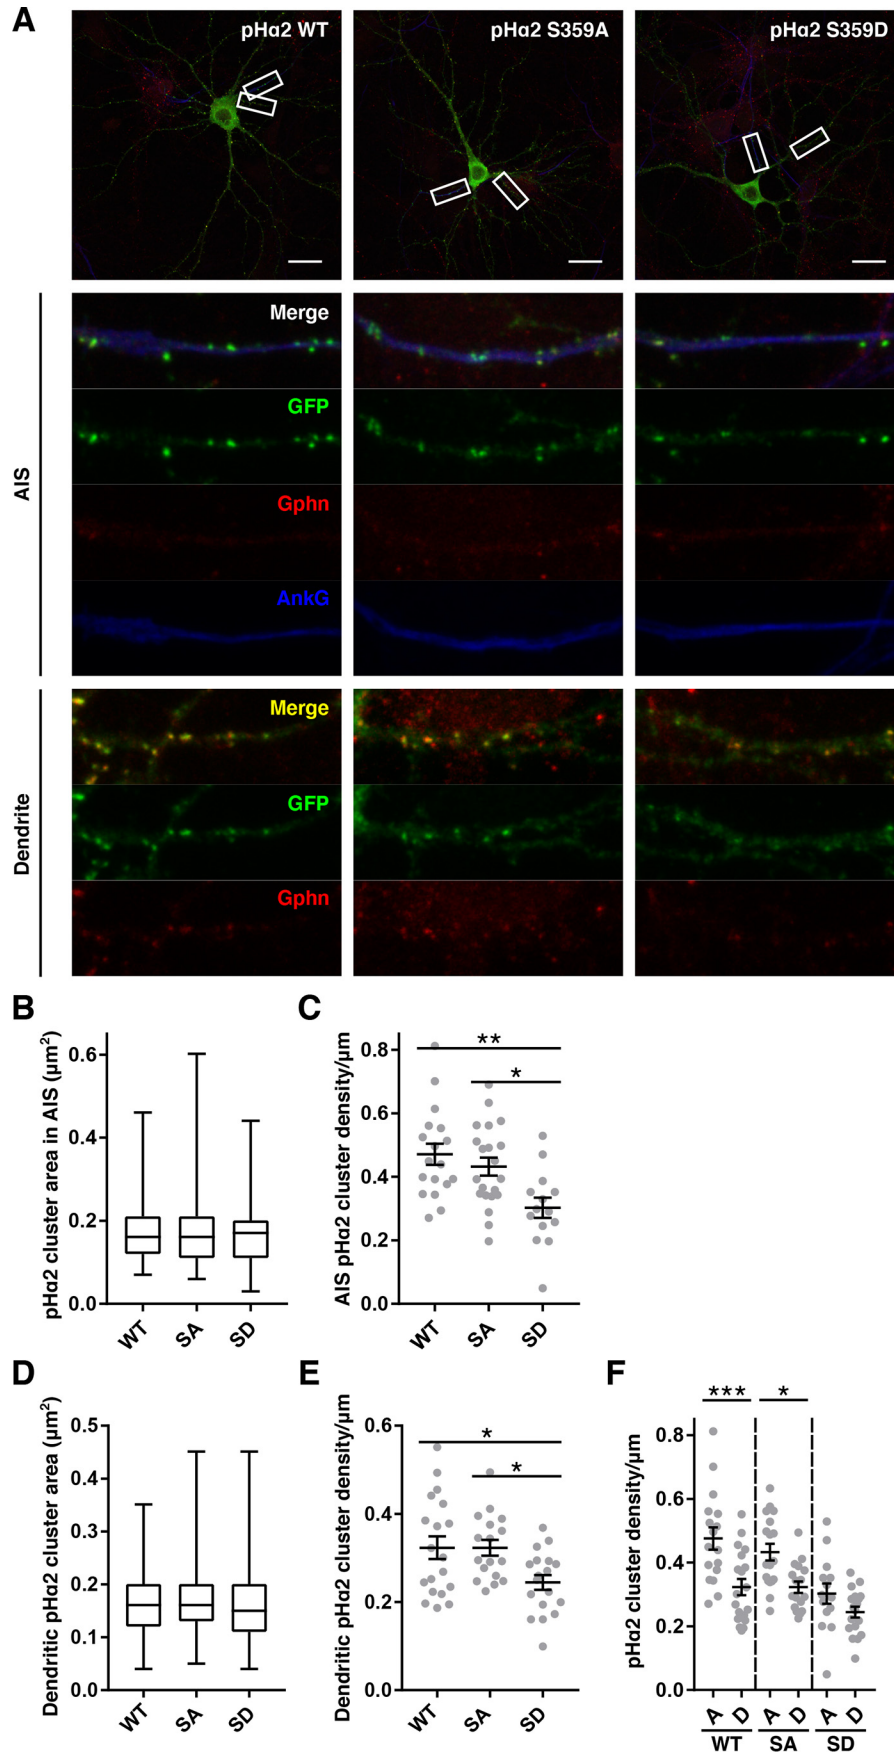 A
pHα2 WT
pHα2 S359A
pHα2 S359D
AIS
Merge
GFP
Gphn
AnkG
Dendrite
Merge
GFP
Gphn
B
pHα2 cluster area in AIS (µm²)
0.6
0.4
0.2
0.0
WT
SA
SD
C
AIS pHα2 cluster density/µm
0.8
0.6
0.4
0.2
0.0
**
*
WT
SA
SD
D
Dendritic pHα2 cluster area (µm²)
0.5
0.4
0.3
0.2
0.1
0.0
WT
SA
SD
E
Dendritic pHα2 cluster density/µm
0.6
0.4
0.2
0.0
*
*
WT
SA
SD
F
pHα2 cluster density/µm
0.8
0.6
0.4
0.2
0.0
***
*
A D A D A D
WT SA SD